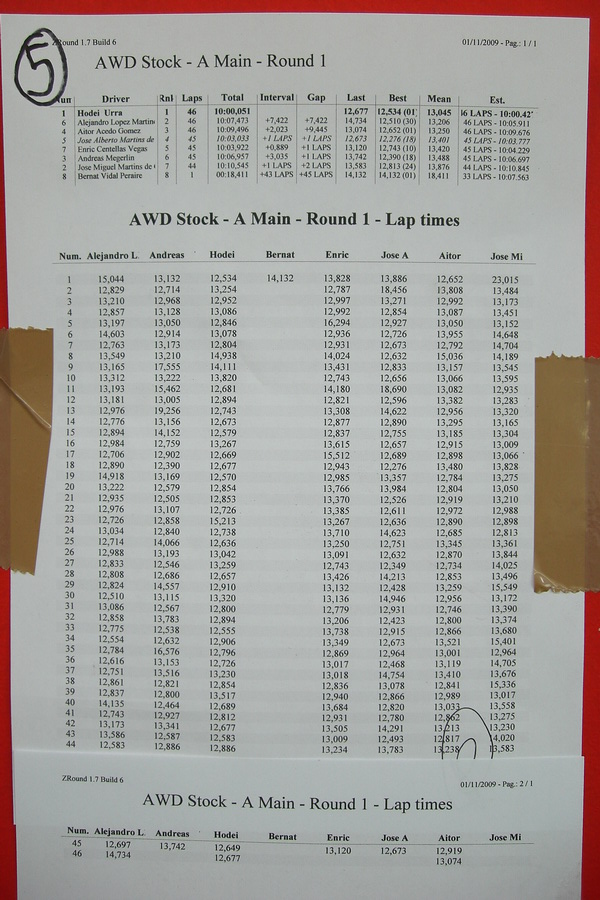 5
ZRound 1.7 Build 6 01/11/2009 - Pag.: 1 / 1
AWD Stock - A Main - Round 1
Driver Rnl Laps Total Interval Gap Last Best Mean Est.
1 Hodei Urra 1 46 10:00,051 12,677 12,534 (01) 13,045 46 LAPS - 10:00.42
6 Alejandro Lopez Martin 2 46 10:07,473 +7,422 +7,422 14,734 12,510 (30) 13,206 46 LAPS - 10:05.911
4 Aitor Acedo Gomez 3 46 10:09,496 +2,023 +9,445 13,074 12,652 (01) 13,250 46 LAPS - 10:09.676
5 Jose Alberto Martins de 4 45 10:03,033 +1 LAPS +1 LAPS 12,673 12,276 (18) 13,401 45 LAPS - 10:03.777
7 Enric Centellas Vegas 5 45 10:03,922 +0,889 +1 LAPS 13,120 12,743 (10) 13,420 45 LAPS - 10:04.229
3 Andreas Megerlin 6 45 10:06,957 +3,035 +1 LAPS 13,742 12,390 (18) 13,488 45 LAPS - 10:06.697
2 Jose Miguel Martins de 7 44 10:10,545 +1 LAPS +2 LAPS 13,583 12,813 (24) 13,876 44 LAPS - 10:10.845
8 Bernat Vidal Peraire 8 1 00:18,411 +43 LAPS +45 LAPS 14,132 14,132 (01) 18,411 33 LAPS - 10:07.563
AWD Stock - A Main - Round 1 - Lap times
Num. Alejandro L. Andreas Hodei Bernat Enric Jose A Aitor Jose Mi
1 15,044 13,132 12,534 14,132 13,828 13,886 12,652 23,015
2 12,829 12,714 13,254 12,787 18,456 13,808 13,484
3 13,210 12,968 12,952 12,997 13,271 12,992 13,173
4 12,857 13,128 13,086 12,992 12,854 13,087 13,451
5 13,197 13,050 12,846 16,294 12,927 13,050 13,152
6 14,603 12,914 13,078 12,936 12,726 13,955 14,648
7 12,763 13,173 12,804 12,931 12,673 12,792 14,704
8 13,549 13,210 14,938 14,024 12,632 15,036 14,189
9 13,165 17,555 14,111 13,431 12,833 13,157 13,545
10 13,312 13,222 13,820 12,743 12,656 13,066 13,595
11 13,193 15,462 12,681 14,180 18,690 13,082 12,935
12 13,181 13,005 12,894 12,821 12,596 13,382 13,283
13 12,976 19,256 12,743 13,308 14,622 12,956 13,320
14 12,776 13,156 12,673 12,877 12,890 13,295 13,165
15 12,894 14,152 12,579 12,837 12,755 13,185 13,304
16 12,984 12,759 13,267 13,615 12,657 12,915 13,009
17 12,706 12,902 12,669 15,512 12,689 12,898 13,066
18 12,890 12,390 12,677 12,943 12,276 13,480 13,828
19 14,918 13,169 12,570 12,985 13,357 12,784 13,275
20 13,222 12,579 12,854 13,766 13,984 12,804 13,050
21 12,935 12,505 12,853 13,370 12,526 12,919 13,210
22 12,976 13,107 12,726 13,385 12,611 12,972 12,988
23 12,726 12,858 15,213 13,267 12,636 12,890 12,898
24 13,034 12,840 12,738 13,710 14,623 12,685 12,813
25 12,714 14,066 12,636 13,250 12,751 13,345 13,361
26 12,988 13,193 13,042 13,091 12,632 12,870 13,844
27 12,833 12,546 13,259 12,743 12,349 12,734 14,025
28 12,808 12,686 12,657 13,426 14,213 12,853 13,496
29 12,824 14,557 12,910 13,132 12,428 13,259 15,549
30 12,510 13,115 13,320 13,136 14,946 12,956 13,172
31 13,086 12,567 12,800 12,779 12,931 12,746 13,390
32 12,858 13,783 12,894 13,206 12,423 12,800 13,374
33 12,775 12,538 12,555 13,738 12,915 12,866 13,680
34 12,554 12,632 12,906 13,349 12,673 13,521 15,401
35 12,784 16,576 12,796 12,869 12,964 13,001 12,964
36 12,616 13,153 12,726 13,017 12,468 13,119 14,705
37 12,751 13,516 13,230 13,018 14,754 13,410 13,676
38 12,861 12,821 12,854 12,836 13,078 12,841 15,336
39 12,837 12,800 13,517 12,940 12,866 12,989 13,017
40 14,135 12,464 12,689 13,684 12,820 13,033 13,558
41 12,743 12,927 12,812 12,931 12,780 12,862 13,275
42 13,173 13,341 12,677 13,505 14,291 13,213 13,230
43 13,586 12,587 12,583 13,009 12,493 12,817 14,020
44 12,583 12,886 12,886 13,234 13,783 13,238 13,583
ZRound 1.7 Build 6 01/11/2009 - Pag.: 2 / 1
AWD Stock - A Main - Round 1 - Lap times
Num. Alejandro L. Andreas Hodei Bernat Enric Jose A Aitor Jose Mi
45 12,697 13,742 12,649 13,120 12,673 12,919
46 14,734 12,677 13,074